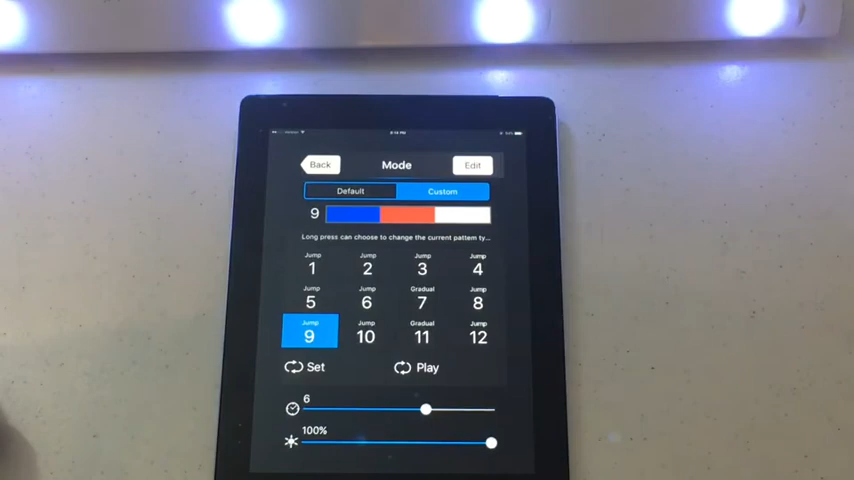 Back Mode Edit
Default Custom
9
Long press can choose to change the current pattern ty...
Jump Jump Jump Jump
1 2 3 4
Jump Jump Gradual Jump
5 6 7 8
Jump Jump Gradual Jump
9 10 11 12
Set Play
6
100%